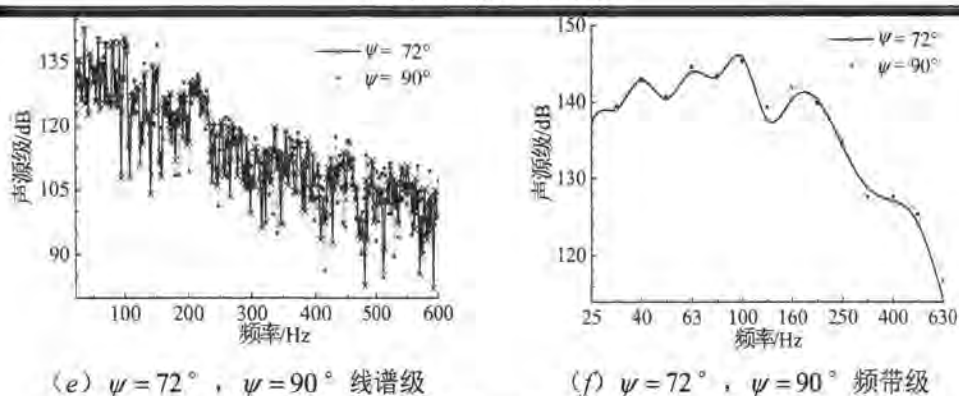 声源级/dB
135
120
105
90
ψ= 72°
ψ= 90°
100 200 300 400 500 600
频率/Hz
(e) ψ=72°，ψ=90° 线谱级
声源级/dB
150
140
130
120
ψ= 72°
ψ= 90°
25 40 63 100 160 250 400 630
频率/Hz
(f) ψ=72°，ψ=90° 频带级